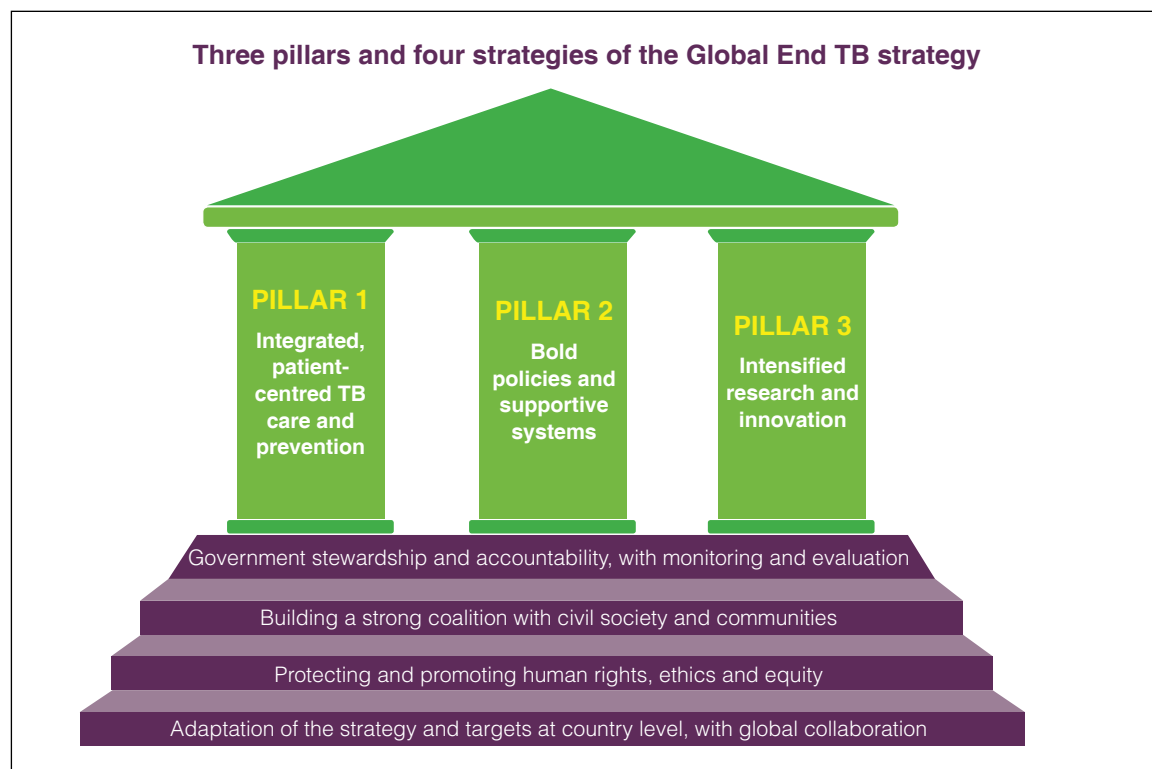 Three pillars and four strategies of the Global End TB strategy
PILLAR 1
Integrated,
patient-
centred TB
care and
prevention
PILLAR 2
Bold
policies and
supportive
systems
PILLAR 3
Intensified
research and
innovation
Government stewardship and accountability, with monitoring and evaluation
Building a strong coalition with civil society and communities
Protecting and promoting human rights, ethics and equity
Adaptation of the strategy and targets at country level, with global collaboration